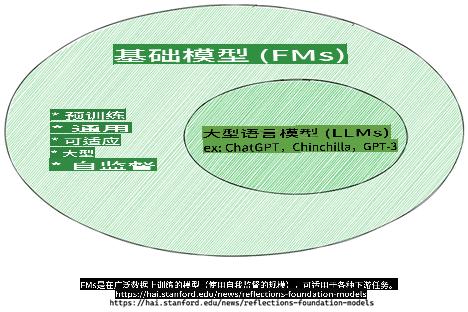 基础模型 (FMs)
* 预训练
* 通用
* 可适应
* 大型
* 自监督
大型语言模型 (LLMs)
ex: ChatGPT，Chinchilla，GPT-3
FMs是在广泛数据上训练的模型（使用自我监督的规模），可适用于各种下游任务。
https://hai.stanford.edu/news/reflections-foundation-models
https://hai.stanford.edu/news/reflections-foundation-models